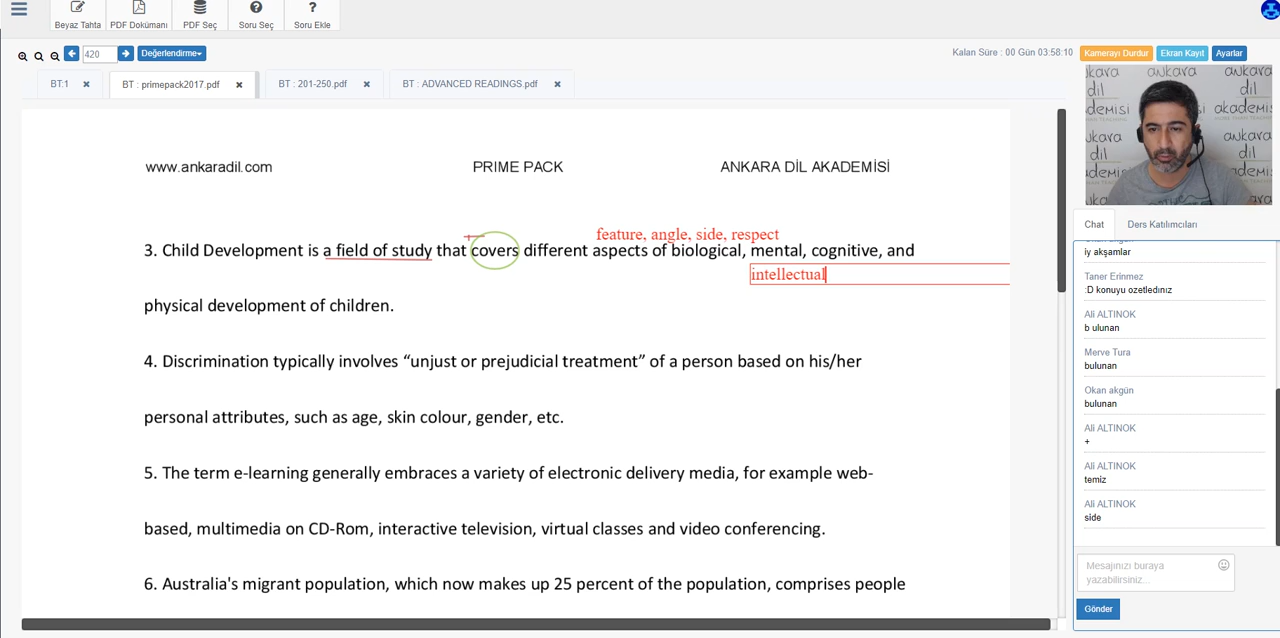 Beyaz Tahta
PDF Dokümanı
PDF Seç
Soru Seç
Soru Ekle
420
Değerlendirme
Kalan Süre : 00 Gün 03:58:10
Kamerayı Durdur
Ekran Kayıt
Ayarlar
BT:1
BT : primepack2017.pdf
BT : 201-250.pdf
BT : ADVANCED READINGS.pdf
www.ankaradil.com
PRIME PACK
ANKARA DİL AKADEMİSİ
feature, angle, side, respect
3. Child Development is a field of study that covers different aspects of biological, mental, cognitive, and
intellectual
physical development of children.
4. Discrimination typically involves “unjust or prejudicial treatment” of a person based on his/her
personal attributes, such as age, skin colour, gender, etc.
5. The term e-learning generally embraces a variety of electronic delivery media, for example web-
based, multimedia on CD-Rom, interactive television, virtual classes and video conferencing.
6. Australia's migrant population, which now makes up 25 percent of the population, comprises people
ankara
dil
akademisi
Chat
Ders Katılımcıları
iy akşamlar
Taner Erinmez
:D konuyu ozetledınız
Ali ALTINOK
b ulunan
Merve Tura
bulunan
Okan akgün
bulunan
Ali ALTINOK
+
Ali ALTINOK
temiz
Ali ALTINOK
side
Mesajınızı buraya
yazabilirsiniz...
Gönder